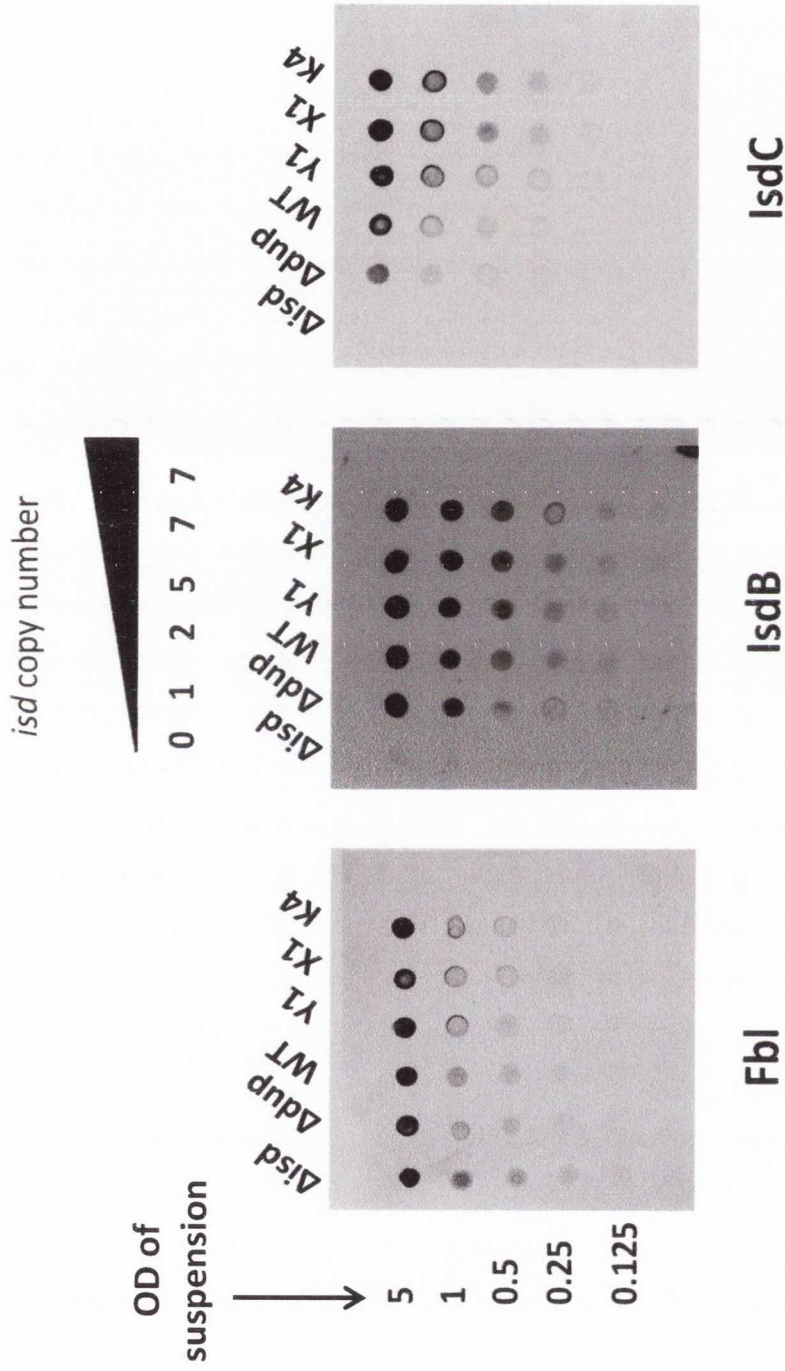 isd copy number
0 1 2 5 7 7
OD of
suspension
5
1
0.5
0.25
0.125
Δisd Δdup WT Y1 X1 K4
Δisd Δdup WT Y1 X1 K4
Δisd Δdup WT Y1 X1 K4
Fbl
IsdB
IsdC